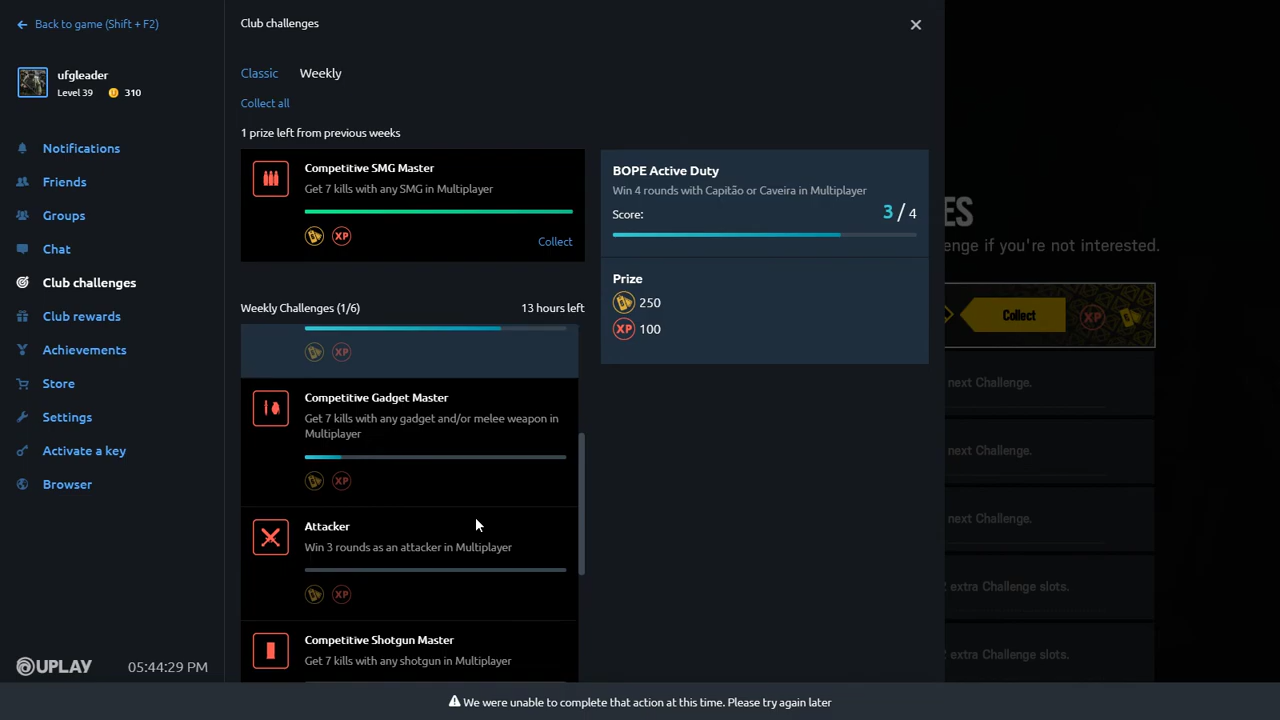 Back to game (Shift + F2)
ufgleader
Level 39 310
Notifications
Friends
Groups
Chat
Club challenges
Club rewards
Achievements
Store
Settings
Activate a key
Browser
UPLAY 05:44:29 PM
Club challenges
Classic Weekly
Collect all
1 prize left from previous weeks
Competitive SMG Master
Get 7 kills with any SMG in Multiplayer
XP
Collect
Weekly Challenges (1/6) 13 hours left
XP
Competitive Gadget Master
Get 7 kills with any gadget and/or melee weapon in
Multiplayer
XP
Attacker
Win 3 rounds as an attacker in Multiplayer
XP
Competitive Shotgun Master
Get 7 kills with any shotgun in Multiplayer
BOPE Active Duty
Win 4 rounds with Capitão or Caveira in Multiplayer
Score: 3 / 4
Prize
250
XP 100
ES
enge if you're not interested.
Collect XP
next Challenge.
next Challenge.
next Challenge.
extra Challenge slots.
extra Challenge slots.
We were unable to complete that action at this time. Please try again later